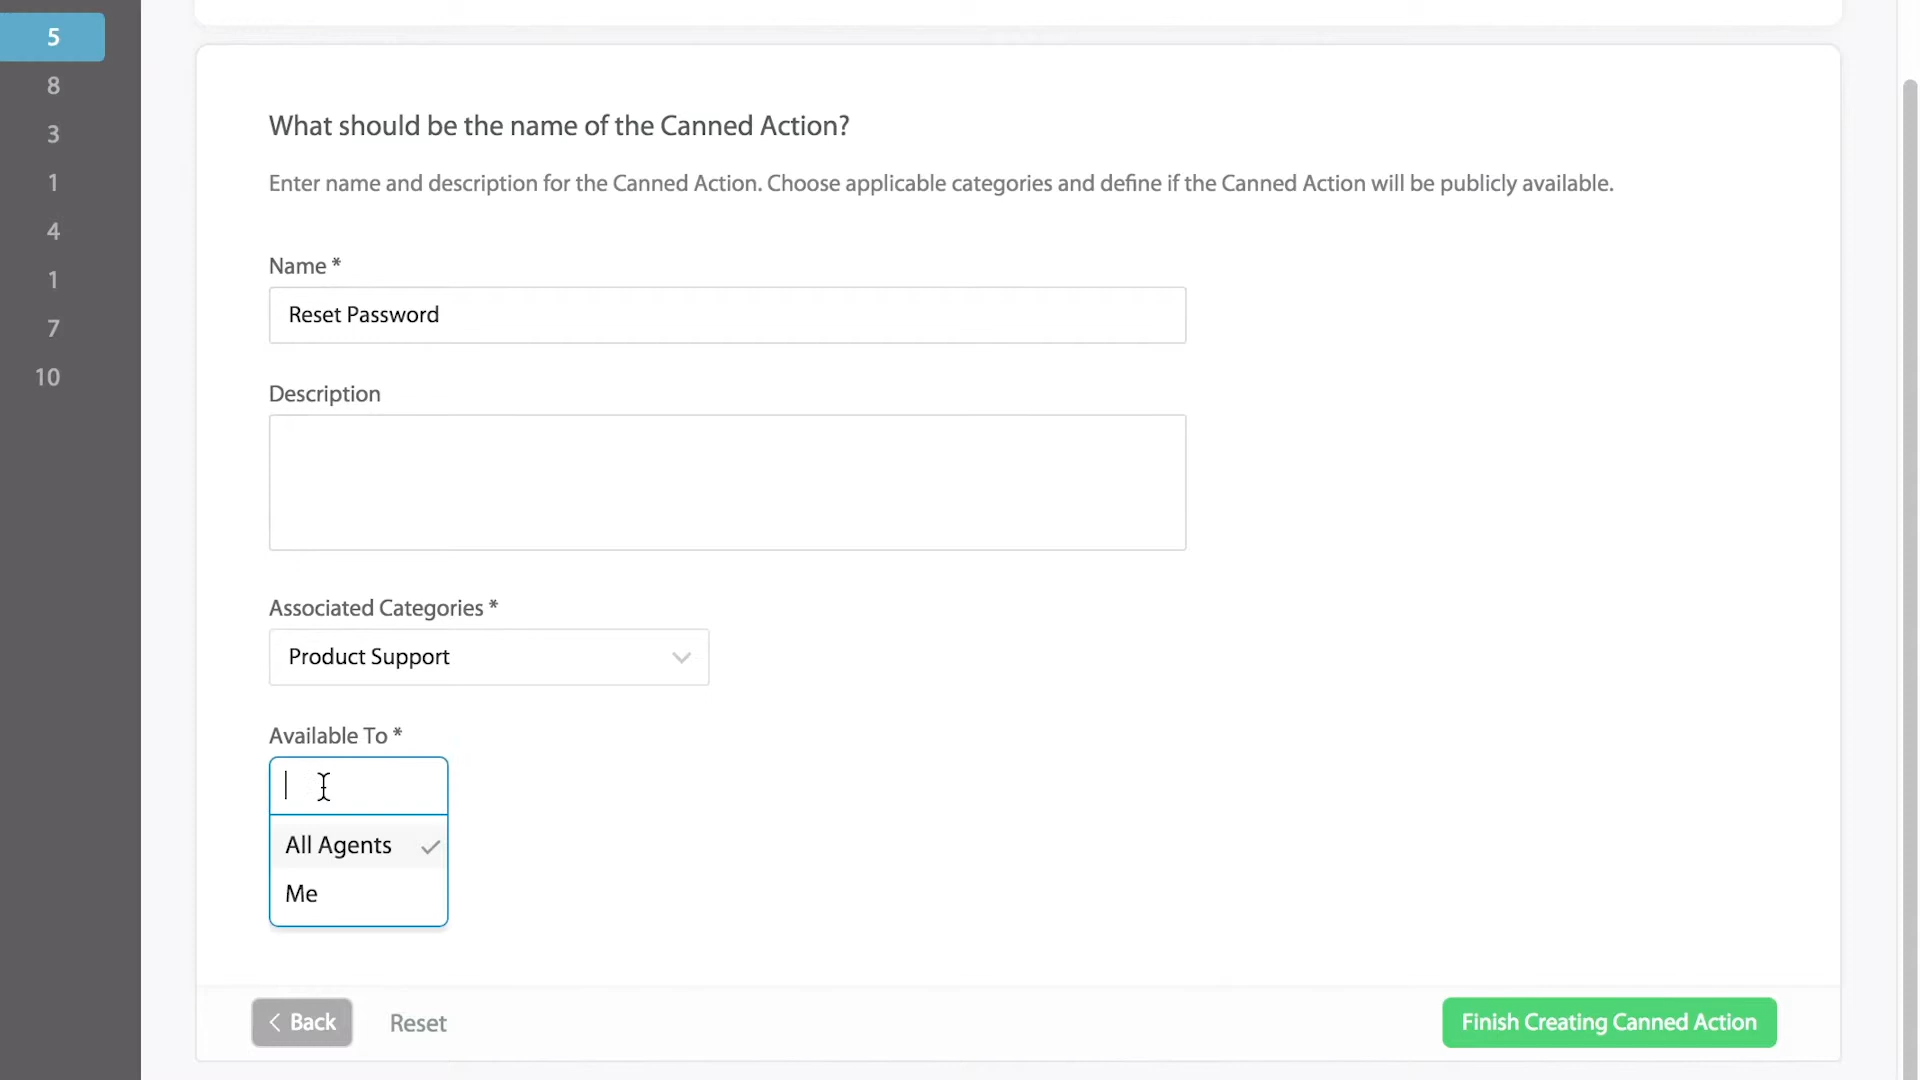 5
8
3
1
4
1
7
10
What should be the name of the Canned Action?
Enter name and description for the Canned Action. Choose applicable categories and define if the Canned Action will be publicly available.
Name *
Reset Password
Description
Associated Categories *
Product Support
Available To *
All Agents
Me
Back
Reset
Finish Creating Canned Action